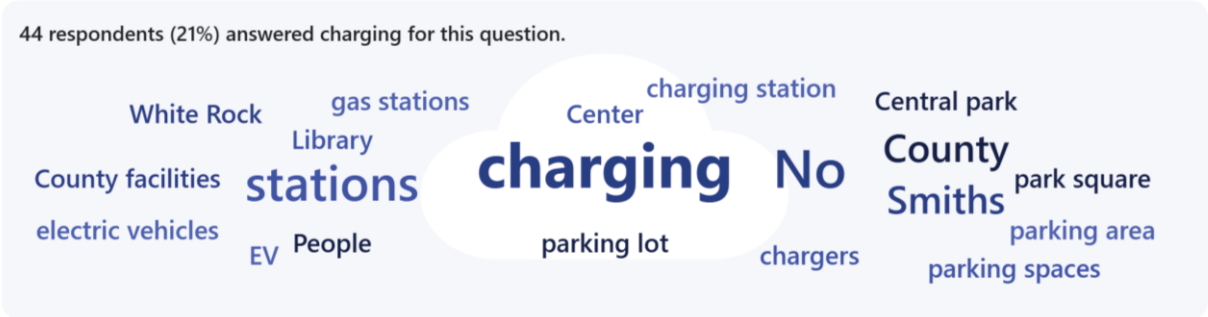 44 respondents (21%) answered charging for this question.
charging station
Central park
gas stations
White Rock
Center
Library
County
charging
No
County facilities
park square
stations
Smiths
electric vehicles
parking area
People
parking lot
EV
chargers
parking spaces